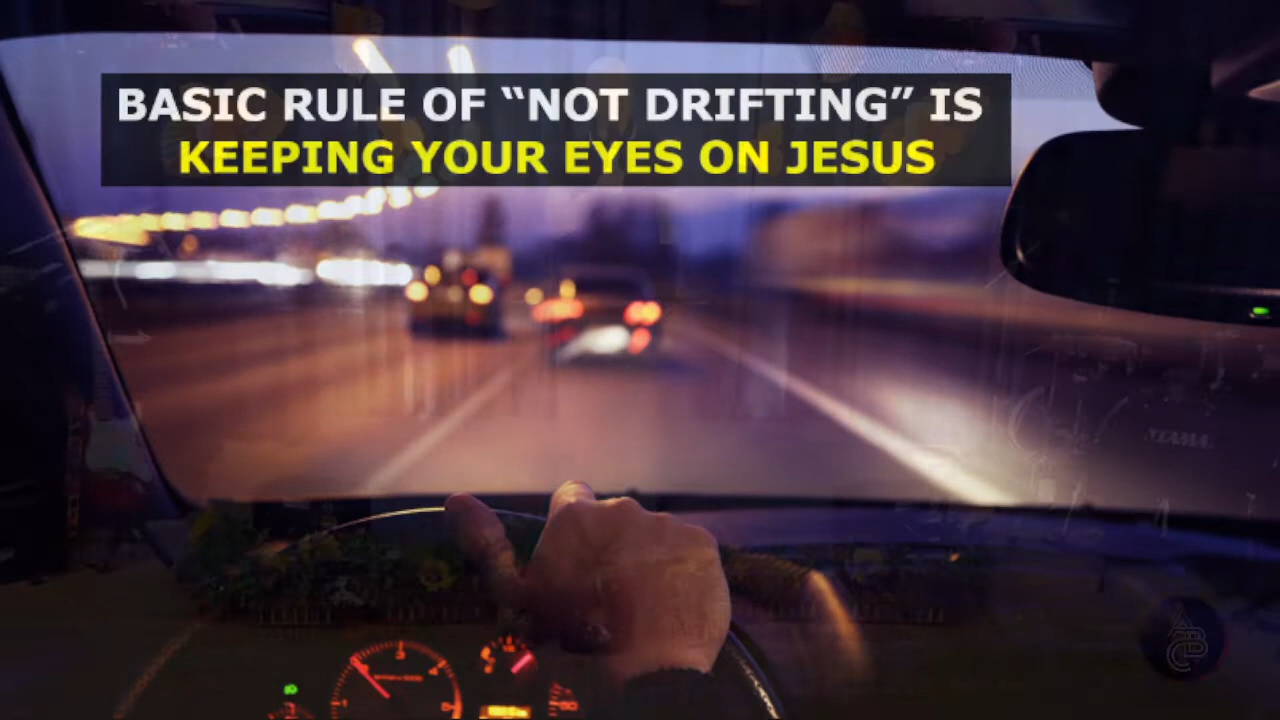 BASIC RULE OF “NOT DRIFTING” IS
KEEPING YOUR EYES ON JESUS